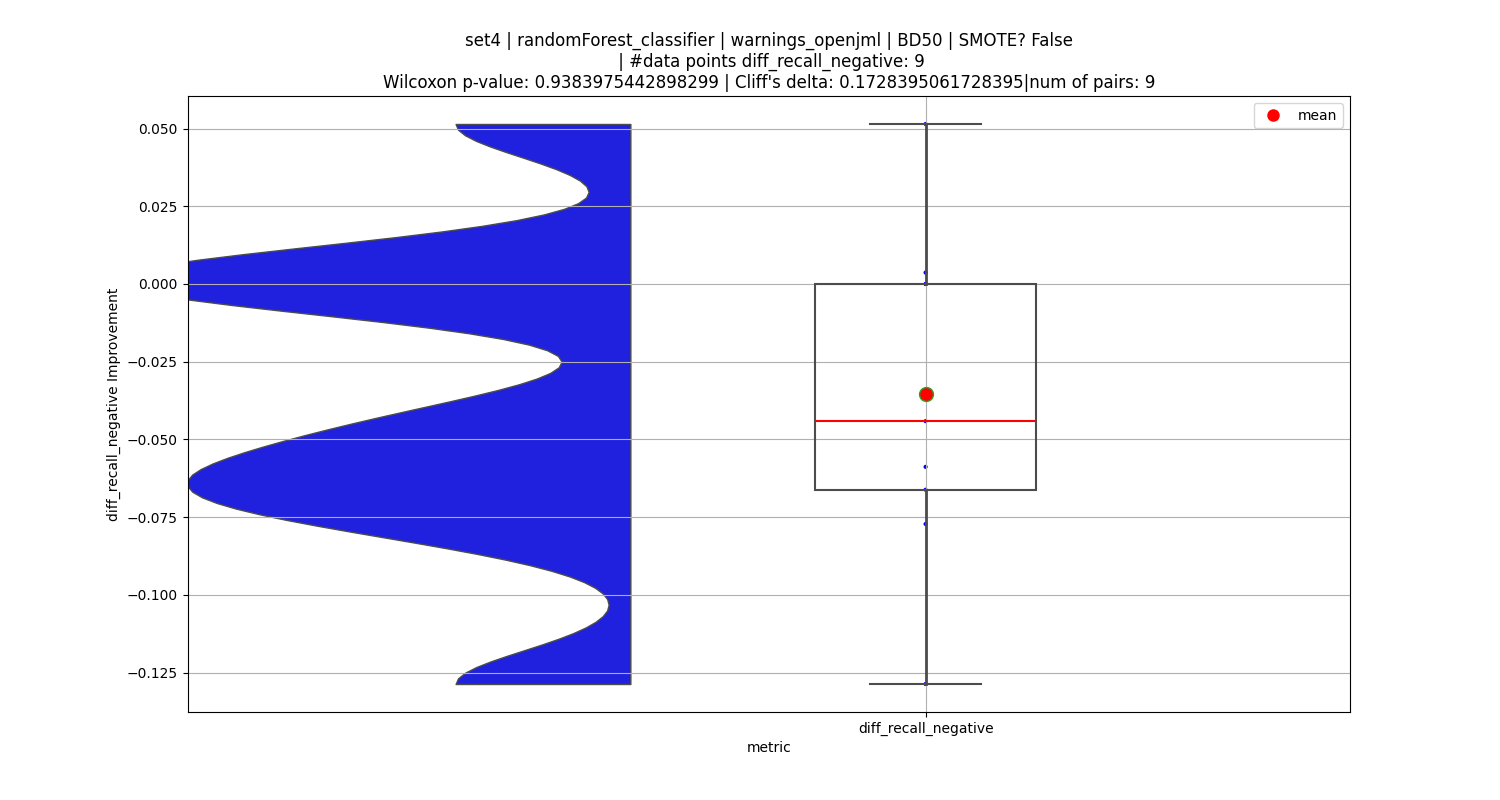 set4 | randomForest_classifier | warnings_openjml | BD50 | SMOTE? False
| #data points diff_recall_negative: 9
Wilcoxon p-value: 0.9383975442898299 | Cliff's delta: 0.1728395061728395|num of pairs: 9
mean
0.050
0.025
0.000
−0.025
−0.050
−0.075
−0.100
−0.125
diff_recall_negative Improvement
diff_recall_negative
metric